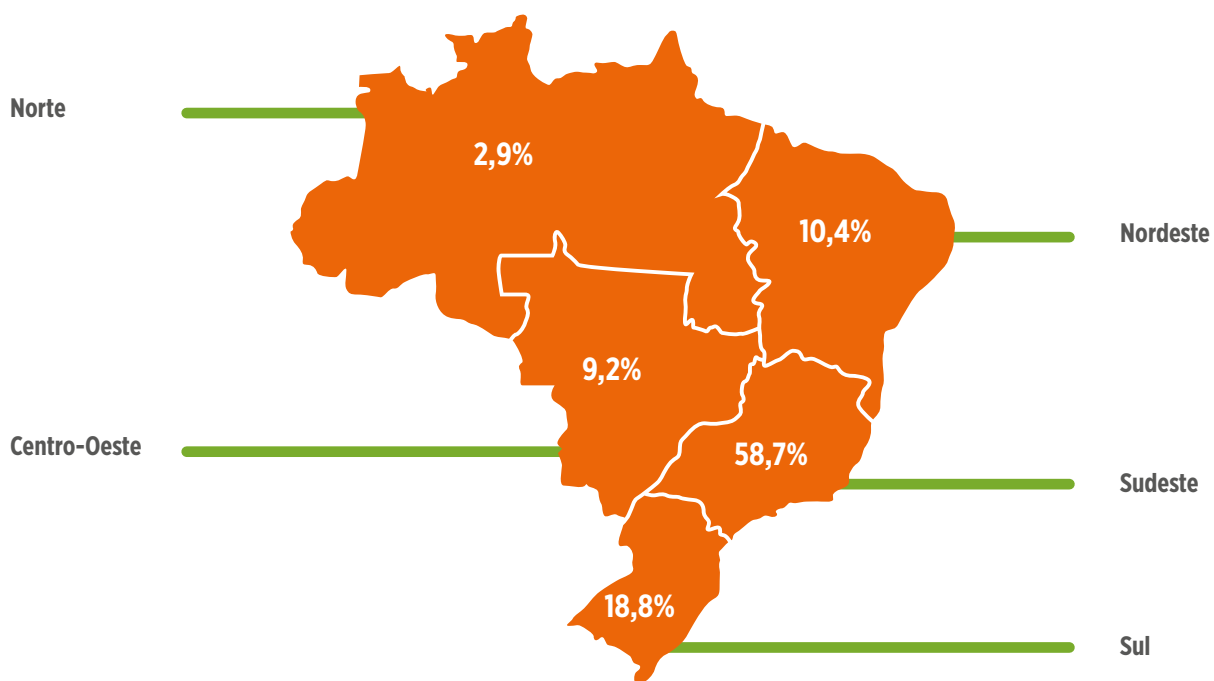 Norte
2,9%
10,4%
Nordeste
9,2%
Centro-Oeste
58,7%
Sudeste
18,8%
Sul